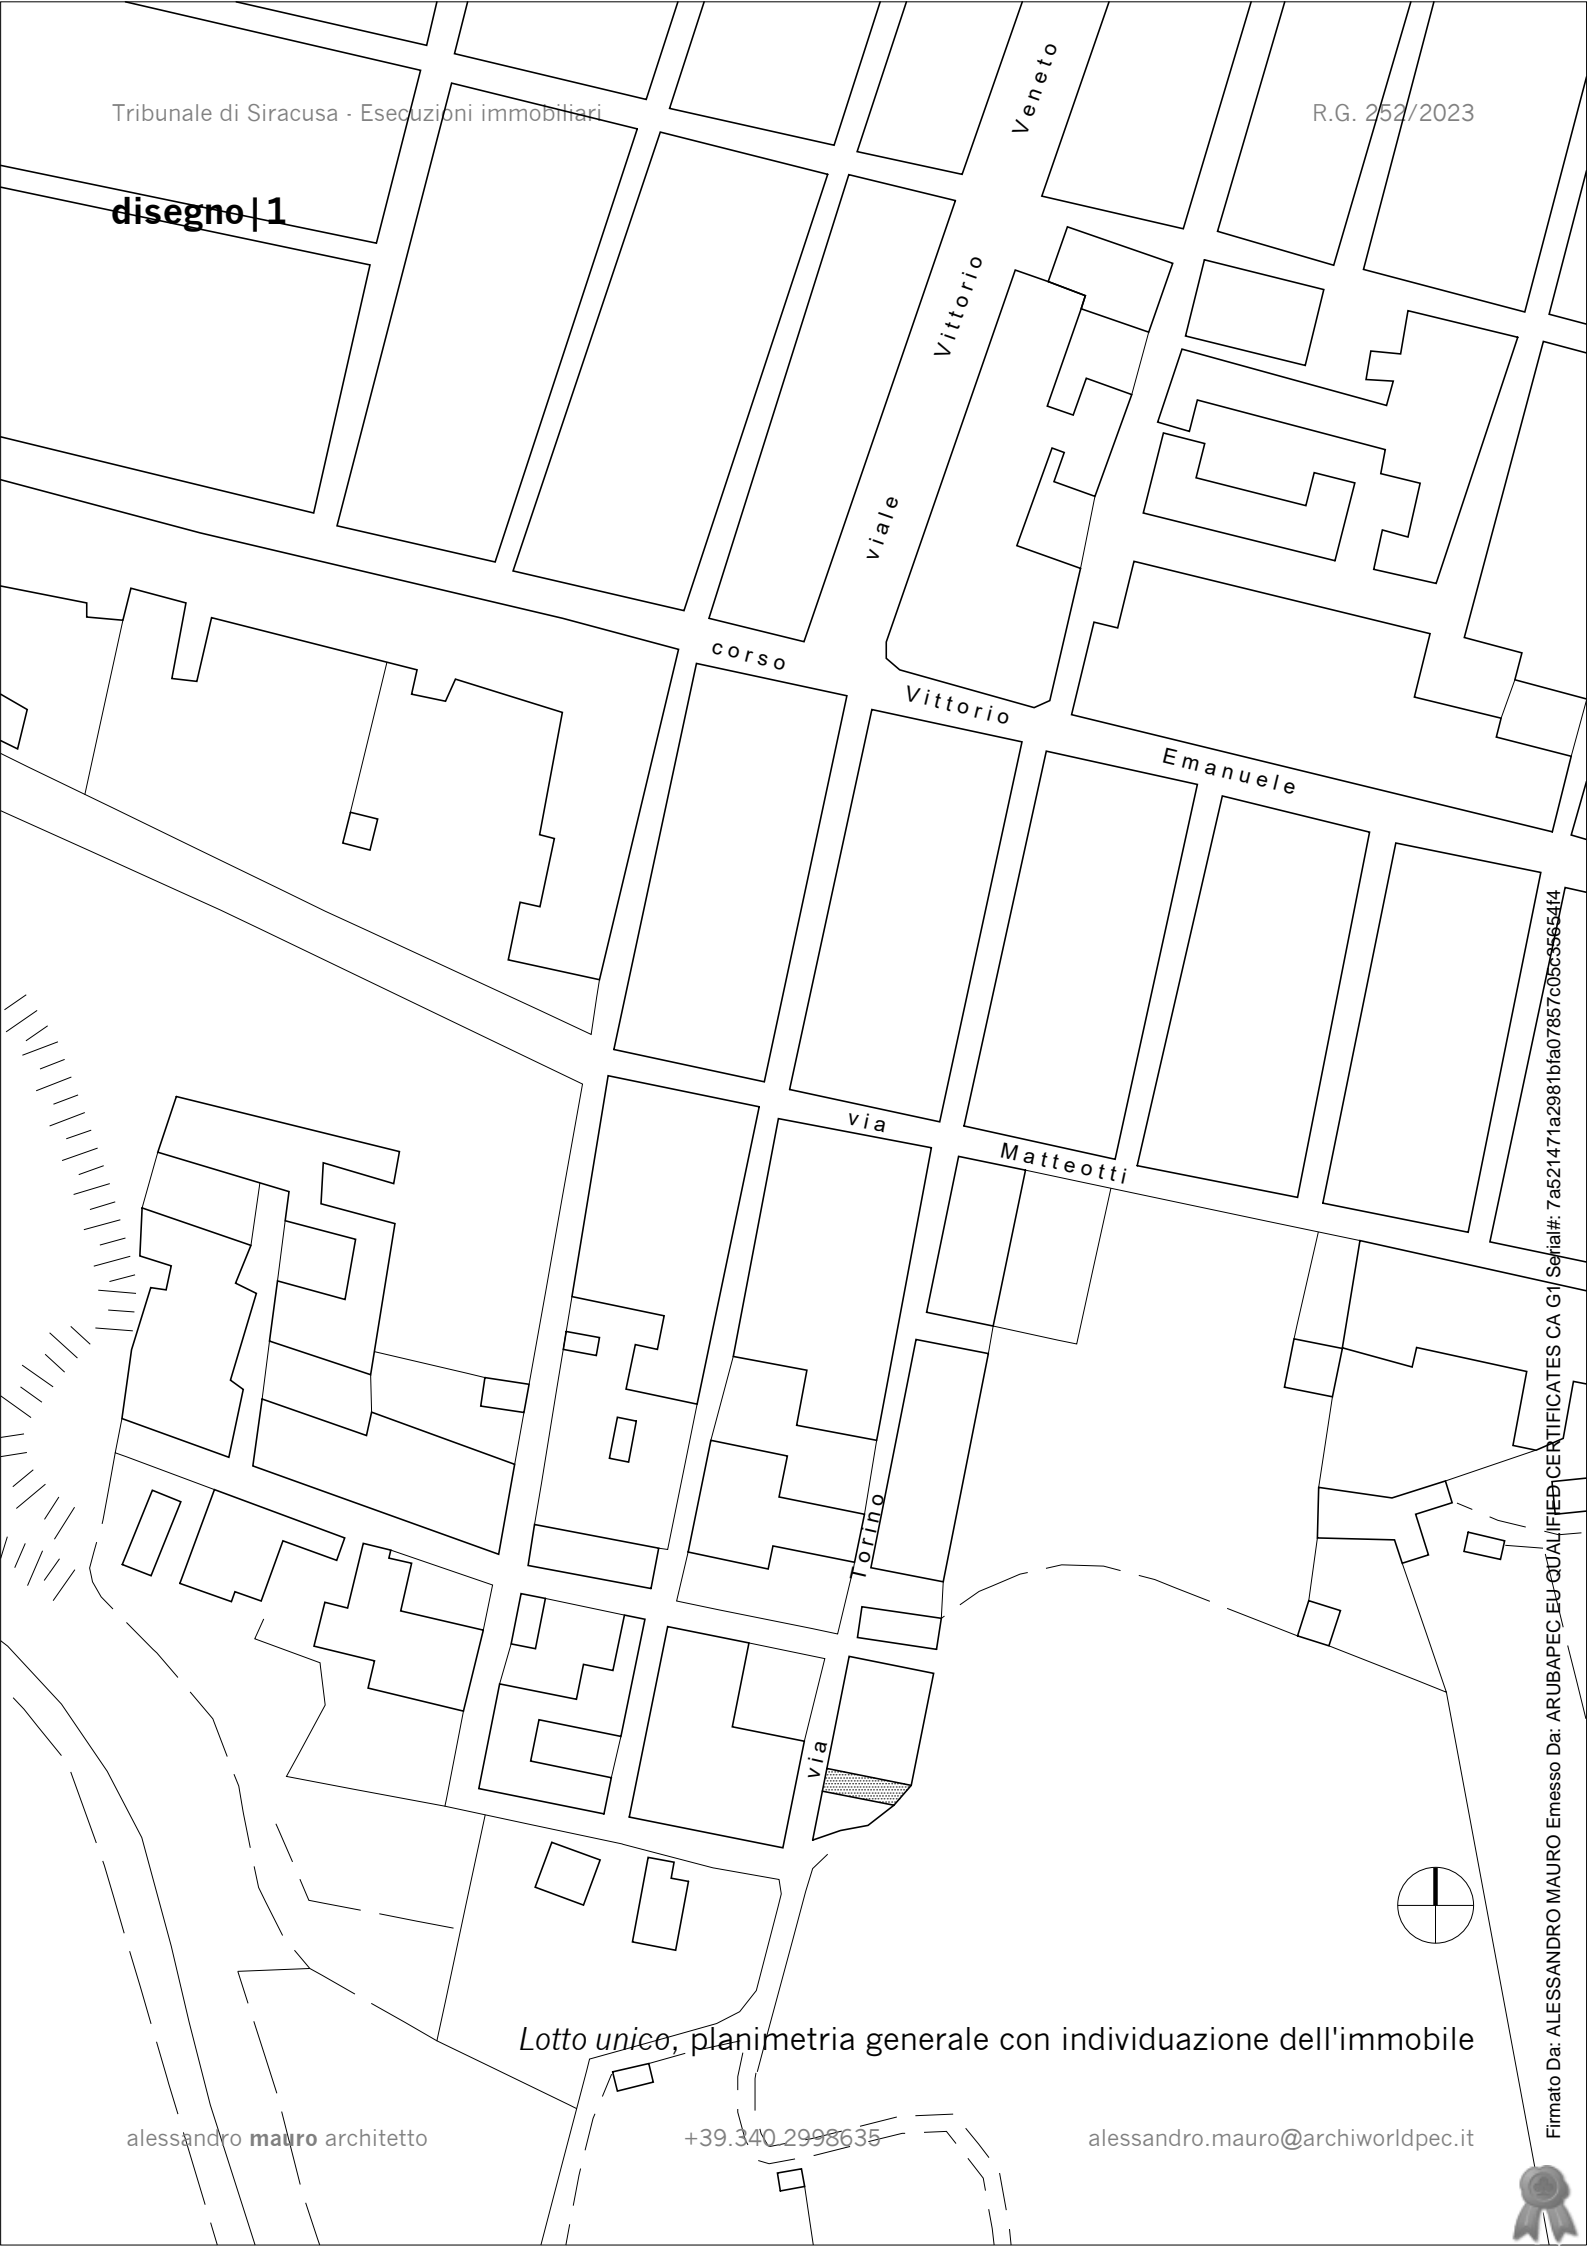 Tribunale di Siracusa - Esecuzioni immobiliari
R.G. 252/2023
disegno|1
viale Vittorio Veneto
corso Vittorio Emanuele
via Matteotti
via Torino
Lotto unico, planimetria generale con individuazione dell'immobile
alessandro mauro architetto
+39.340 2998635
alessandro.mauro@archiworldpec.it
Firmato Da: ALESSANDRO MAURO Emesso Da: ARUBAPEC EU QUALIFIED CERTIFICATES CA G1 Serial#: 7a521471a2981bfa07857c05c35654f4